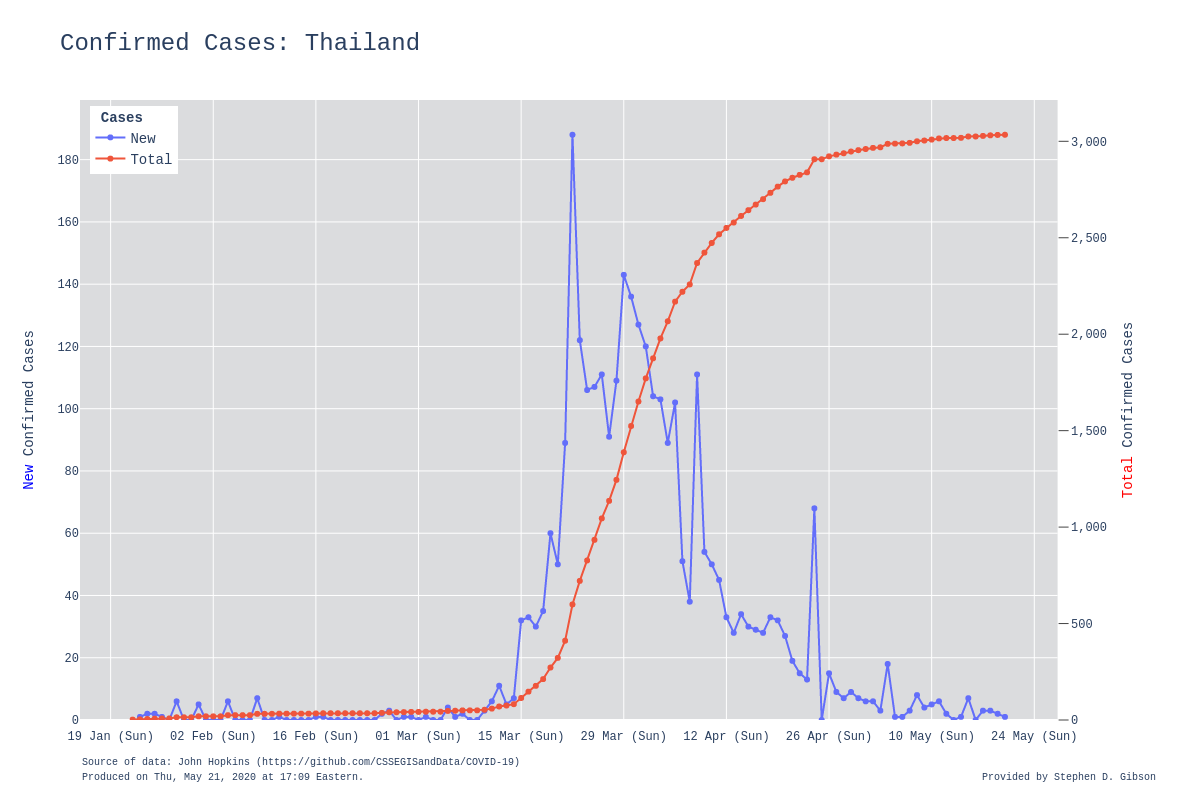 Confirmed Cases: Thailand
Cases
New
Total
180
160
140
120
100
80
60
40
20
0
3,000
2,500
2,000
1,500
1,000
500
0
New Confirmed Cases
Total Confirmed Cases
19 Jan (Sun) 02 Feb (Sun) 16 Feb (Sun) 01 Mar (Sun) 15 Mar (Sun) 29 Mar (Sun) 12 Apr (Sun) 26 Apr (Sun) 10 May (Sun) 24 May (Sun)
Source of data: John Hopkins (https://github.com/CSSEGISandData/COVID-19)
Produced on Thu, May 21, 2020 at 17:09 Eastern.
Provided by Stephen D. Gibson